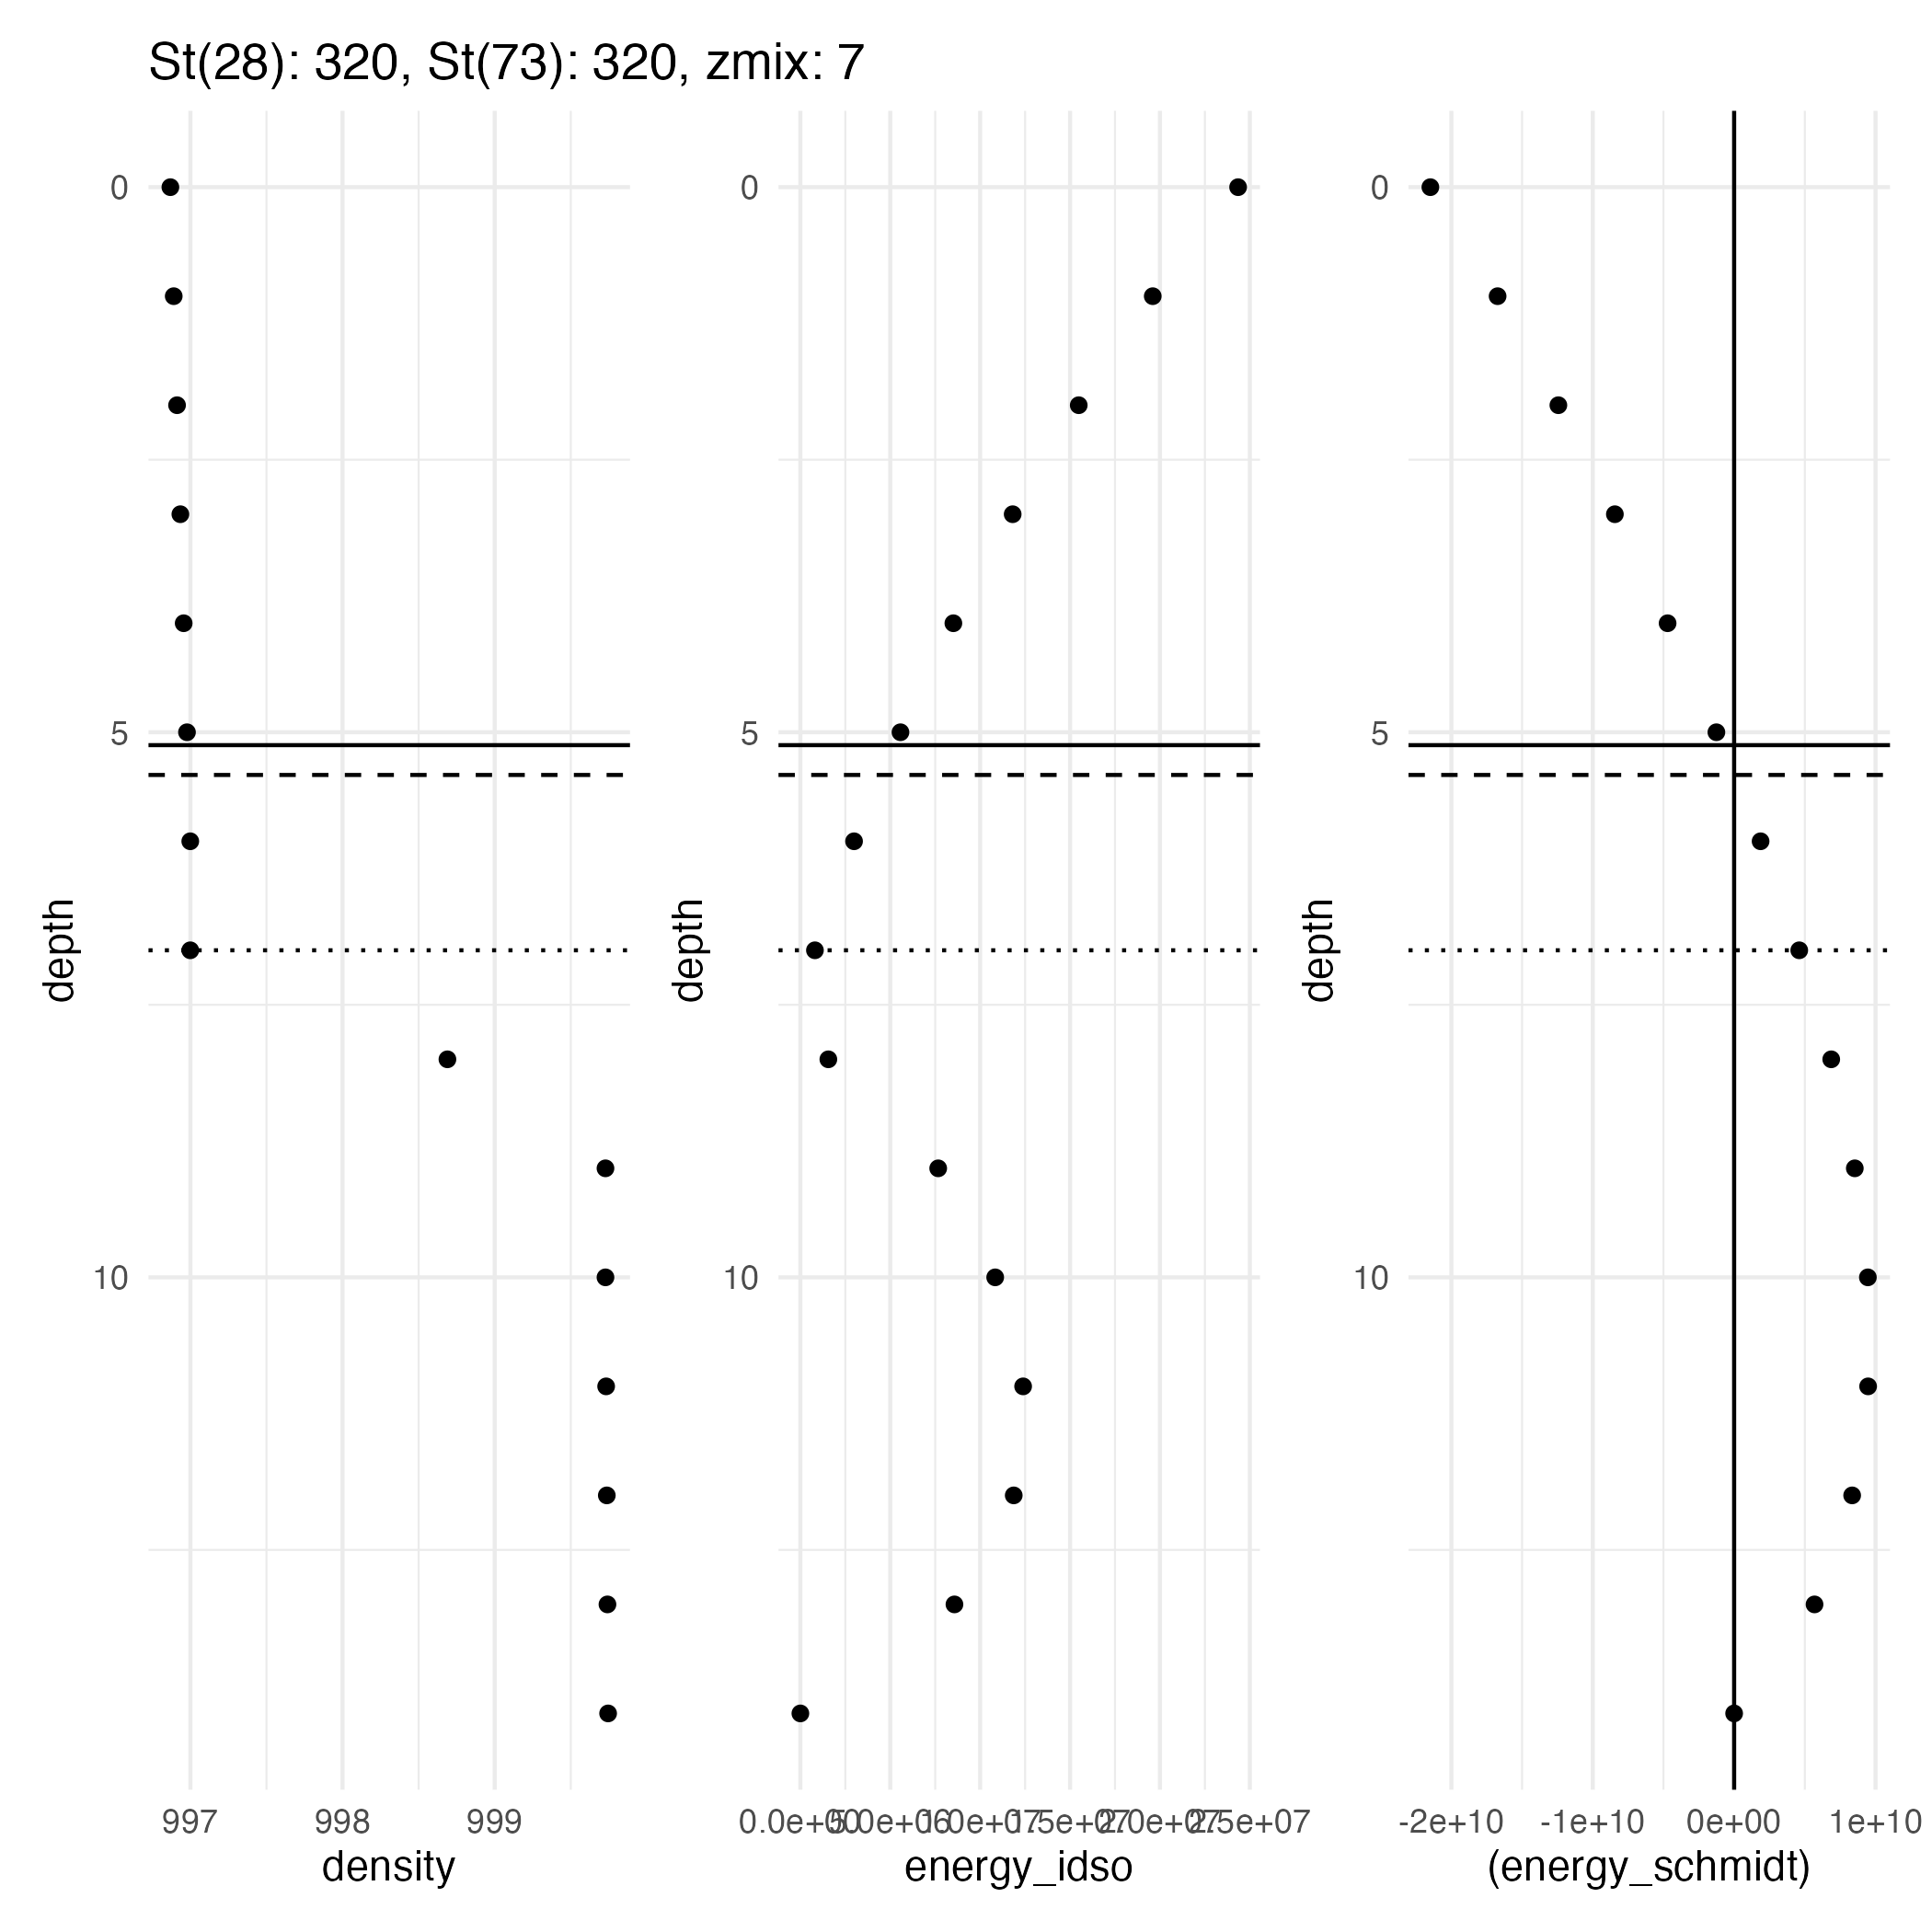 St(28): 320, St(73): 320, zmix: 7
depth
0
5
10
997
998
999
density
depth
0
5
10
0.0e+00
5.0e+06
1.0e+07
1.5e+07
2.0e+07
2.5e+07
energy_idso
depth
0
5
10
-2e+10
-1e+10
0e+00
1e+10
(energy_schmidt)